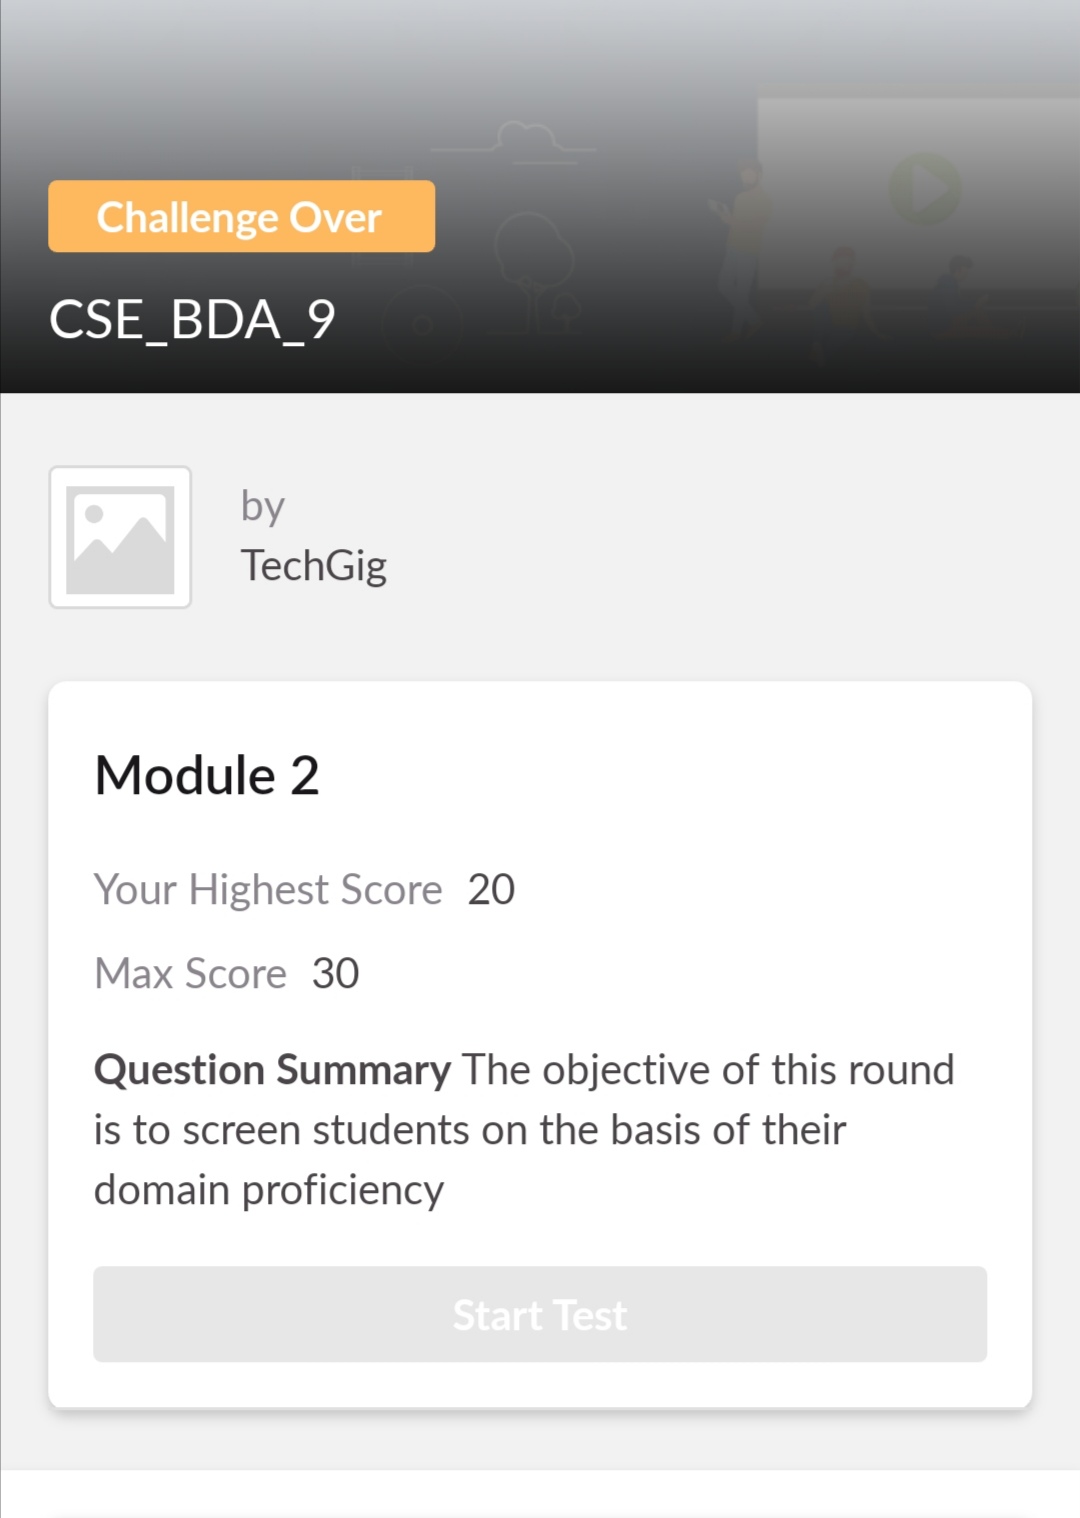 Challenge Over
CSE_BDA_9
by
TechGig
Module 2
Your Highest Score 20
Max Score 30
Question Summary The objective of this round
is to screen students on the basis of their
domain proficiency
Start Test